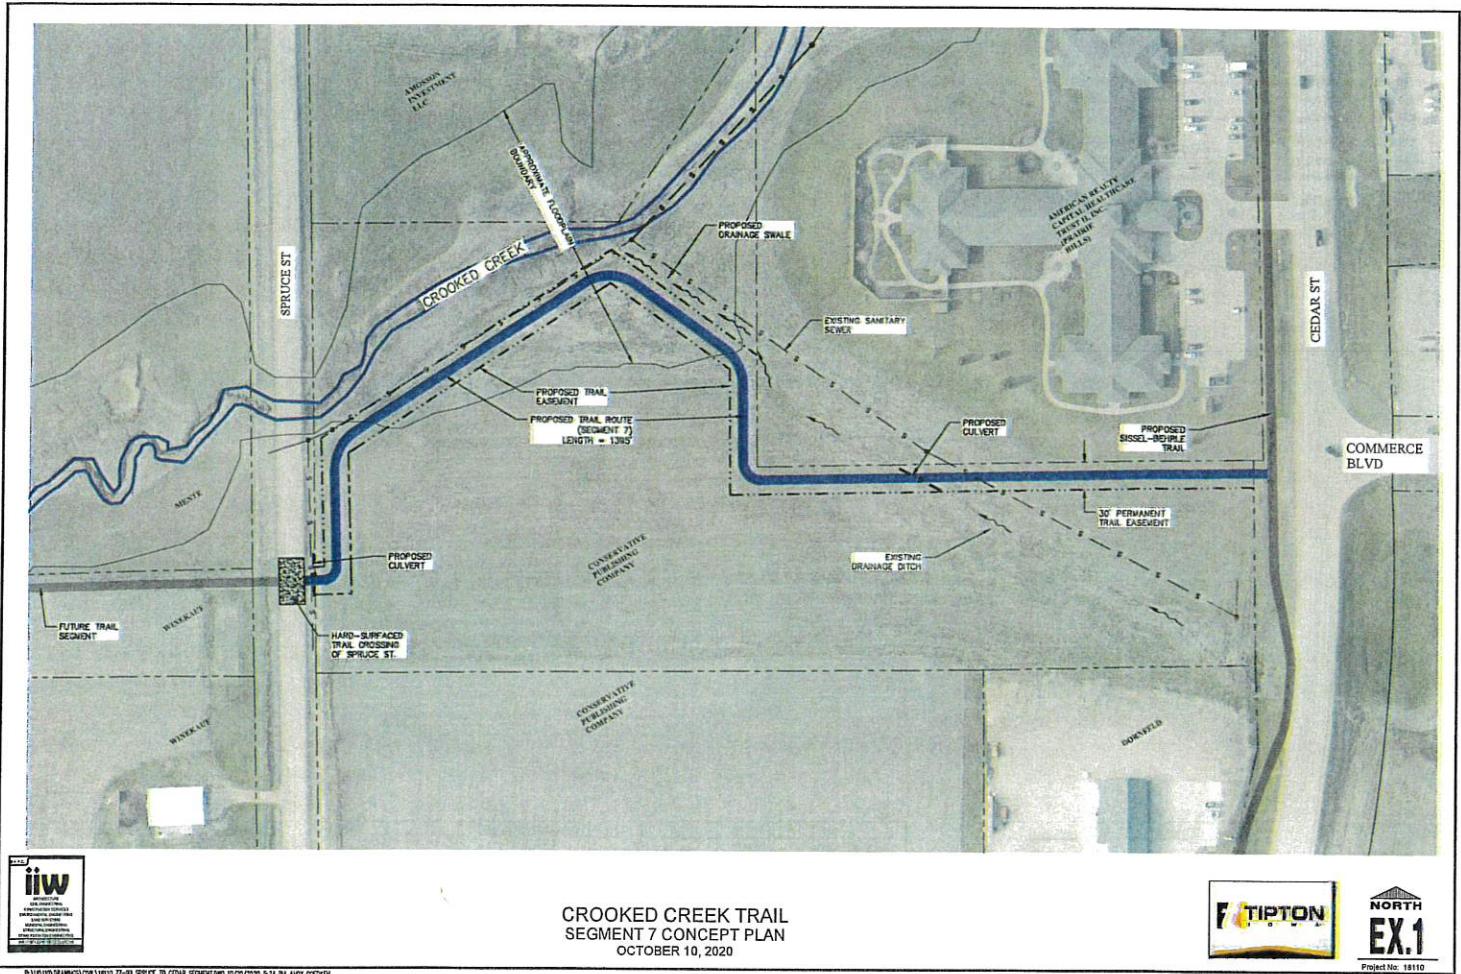 AMOSSON
INVESTMENT
LLC
APPROXIMATE FLOODPLAIN
BOUNDARY
PROPOSED
DRAINAGE SWALE
AMERICAN REALTY
CAPITAL HEALTHCARE
TRUST II, INC.
(PRAIRIE
HILLS)
SPRUCE ST
CROOKED CREEK
CEDAR ST
EXISTING SANITARY
SEWER
PROPOSED TRAIL
EASEMENT
PROPOSED TRAIL ROUTE
(SEGMENT 7)
LENGTH = 1395'
PROPOSED
CULVERT
PROPOSED
SISSEL-BEHRLE
TRAIL
COMMERCE
BLVD
MENTE
30' PERMANENT
TRAIL EASEMENT
EXISTING
DRAINAGE DITCH
CONSERVATIVE
PUBLISHING
COMPANY
PROPOSED
CULVERT
WINEKAUF
FUTURE TRAIL
SEGMENT
HARD-SURFACED
TRAIL CROSSING
OF SPRUCE ST.
CONSERVATIVE
PUBLISHING
COMPANY
WINEKAUF
DORNFELD
iiw
CROOKED CREEK TRAIL
SEGMENT 7 CONCEPT PLAN
OCTOBER 10, 2020
TIPTON
IOWA
NORTH
EX.1
Project No: 18110